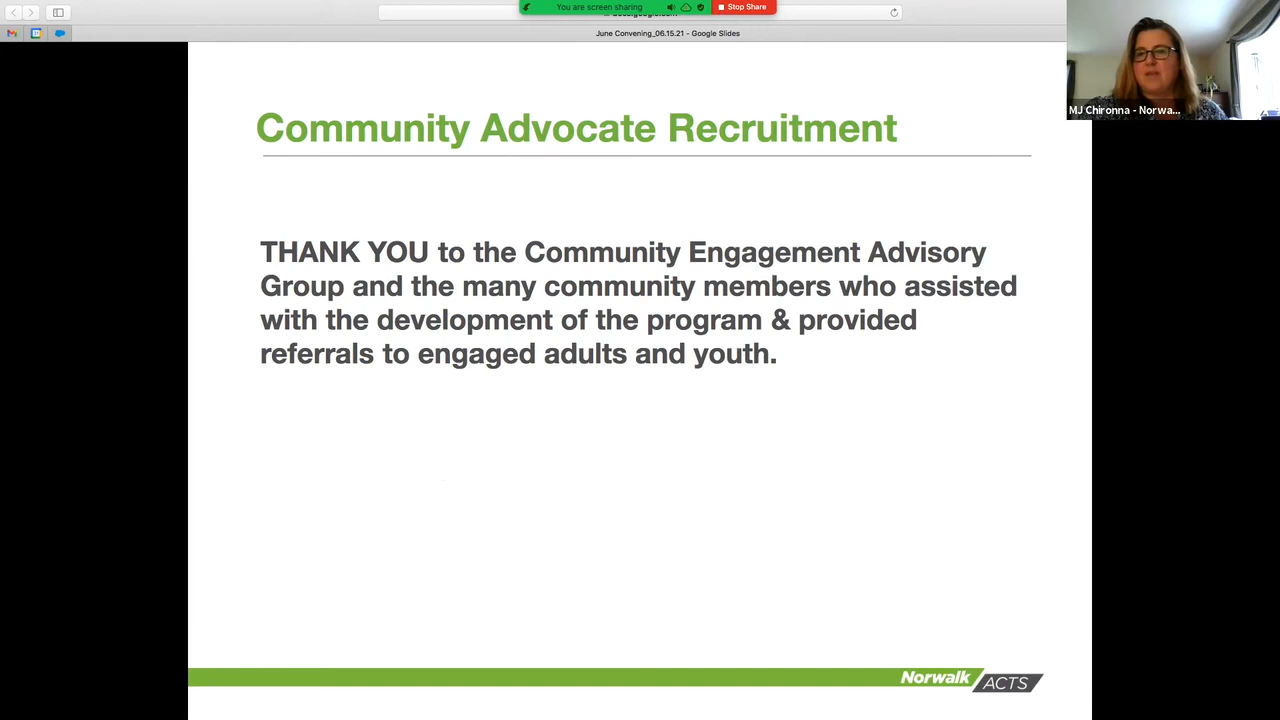 You are screen sharing
Stop Share
June Convening_06.15.21 - Google Slides
MJ Chironna - Norwa...
Community Advocate Recruitment
THANK YOU to the Community Engagement Advisory
Group and the many community members who assisted
with the development of the program & provided
referrals to engaged adults and youth.
Norwalk
ACTS